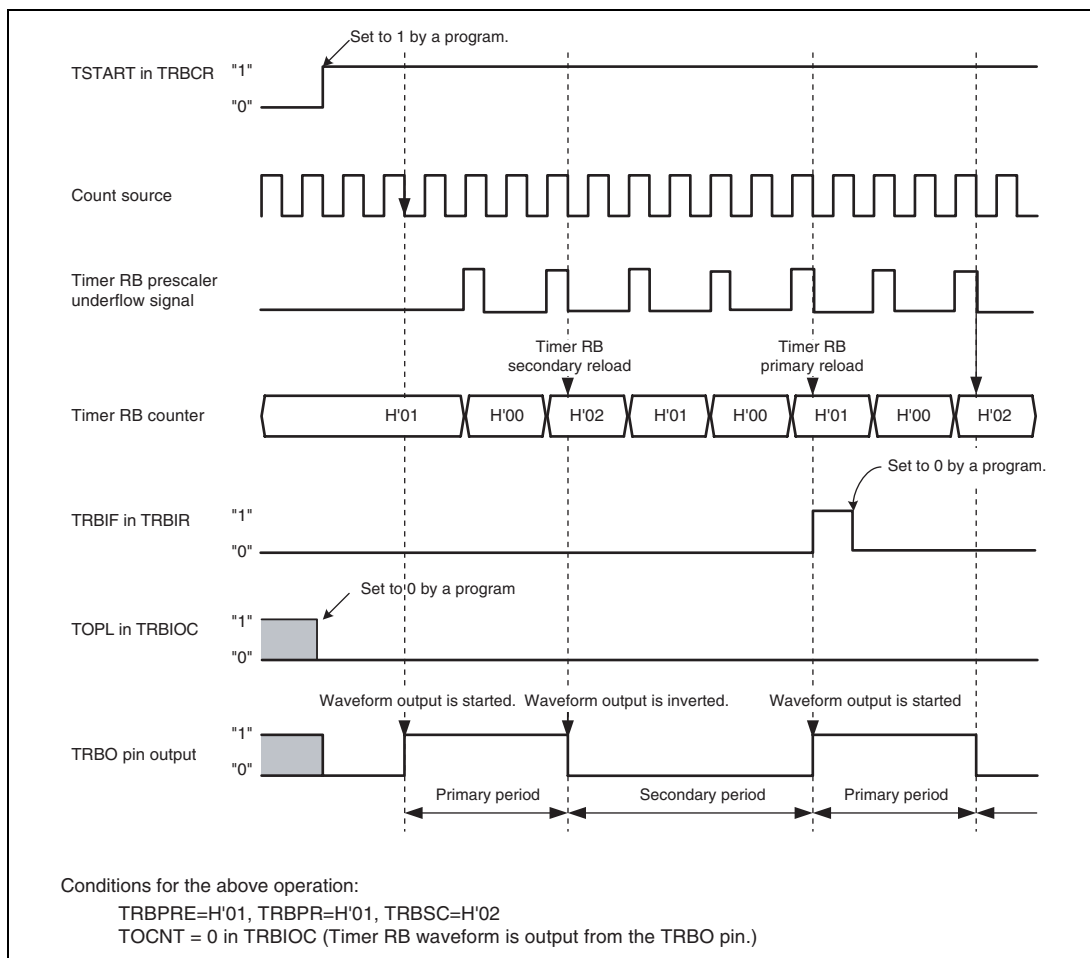 Set to 1 by a program.
TSTART in TRBCR
"1"
"0"
Count source
Timer RB prescaler
underflow signal
Timer RB
secondary reload
Timer RB
primary reload
Timer RB counter
H'01
H'00
H'02
H'01
H'00
H'01
H'00
H'02
Set to 0 by a program.
TRBIF in TRBIR
"1"
"0"
Set to 0 by a program
TOPL in TRBIOC
"1"
"0"
Waveform output is started.
Waveform output is inverted.
Waveform output is started
TRBO pin output
"1"
"0"
Primary period
Secondary period
Primary period
Conditions for the above operation:
TRBPRE=H'01, TRBPR=H'01, TRBSC=H'02
TOCNT = 0 in TRBIOC (Timer RB waveform is output from the TRBO pin.)